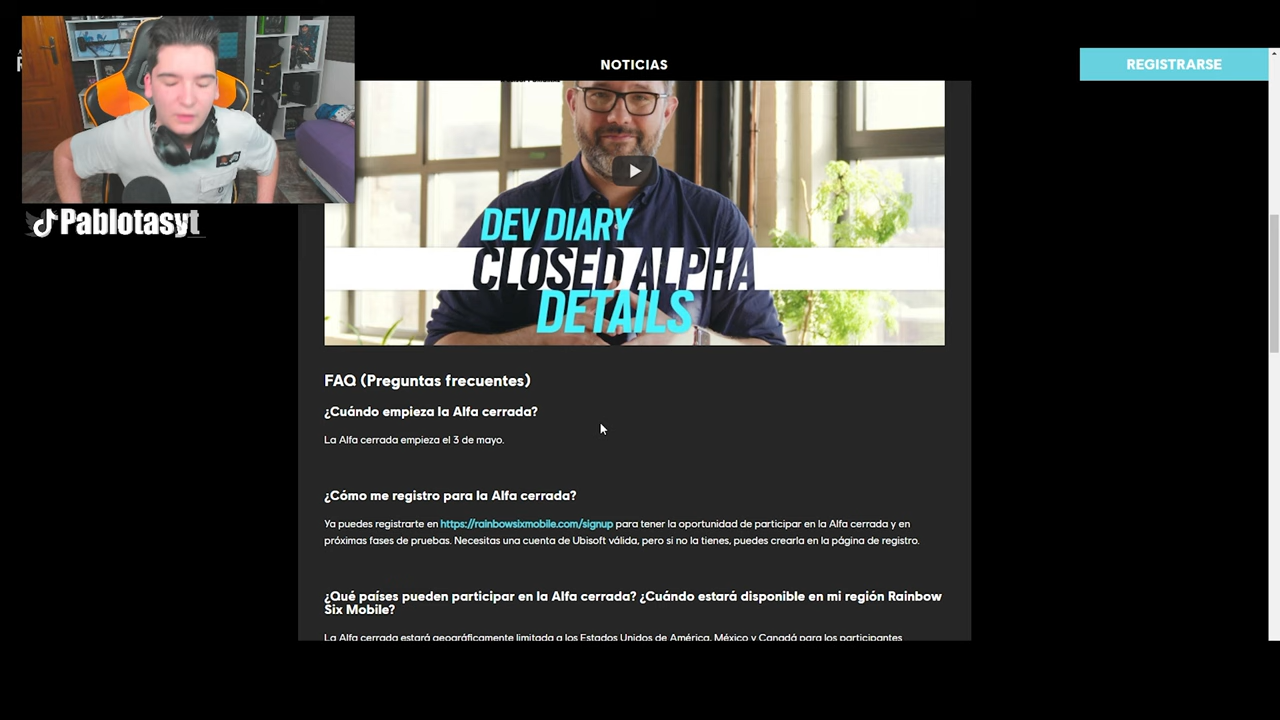 NOTICIAS
REGISTRARSE
Pablotasyt
DEV DIARY
CLOSED ALPHA
DETAILS
FAQ (Preguntas frecuentes)
¿Cuándo empieza la Alfa cerrada?
La Alfa cerrada empieza el 3 de mayo.
¿Cómo me registro para la Alfa cerrada?
Ya puedes registrarte en https://rainbowsixmobile.com/signup para tener la oportunidad de participar en la Alfa cerrada y en
próximas fases de pruebas. Necesitas una cuenta de Ubisoft válida, pero si no la tienes, puedes crearla en la página de registro.
¿Qué países pueden participar en la Alfa cerrada? ¿Cuándo estará disponible en mi región Rainbow
Six Mobile?
La Alfa cerrada estará geográficamente limitada a los Estados Unidos de América, México y Canadá para los participantes